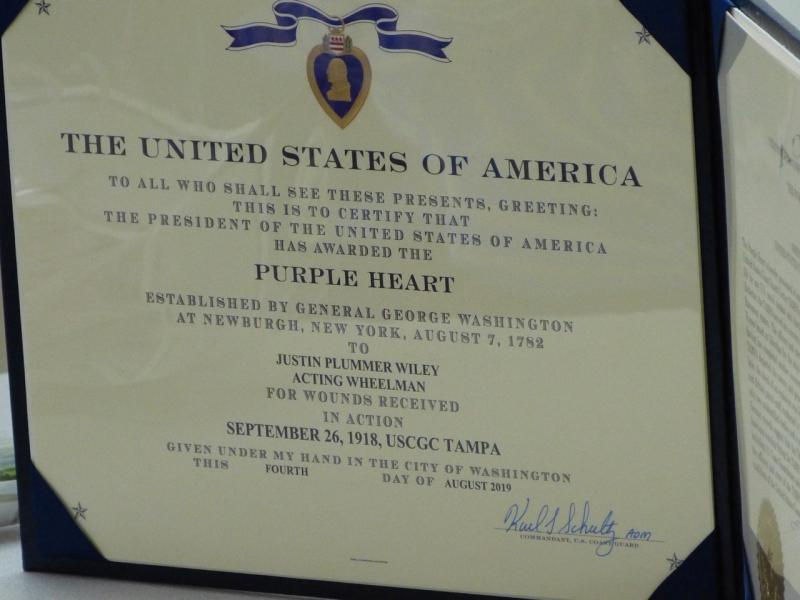 THE UNITED STATES OF AMERICA
TO ALL WHO SHALL SEE THESE PRESENTS, GREETING:
THIS IS TO CERTIFY THAT
THE PRESIDENT OF THE UNITED STATES OF AMERICA
HAS AWARDED THE
PURPLE HEART
ESTABLISHED BY GENERAL GEORGE WASHINGTON
AT NEWBURGH, NEW YORK, AUGUST 7, 1782
TO
JUSTIN PLUMMER WILEY
ACTING WHEELMAN
FOR WOUNDS RECEIVED
IN ACTION
SEPTEMBER 26, 1918, USCGC TAMPA
GIVEN UNDER MY HAND IN THE CITY OF WASHINGTON
THIS FOURTH DAY OF AUGUST 2019
Karl L Schultz ADM
COMMANDANT, U.S. COAST GUARD